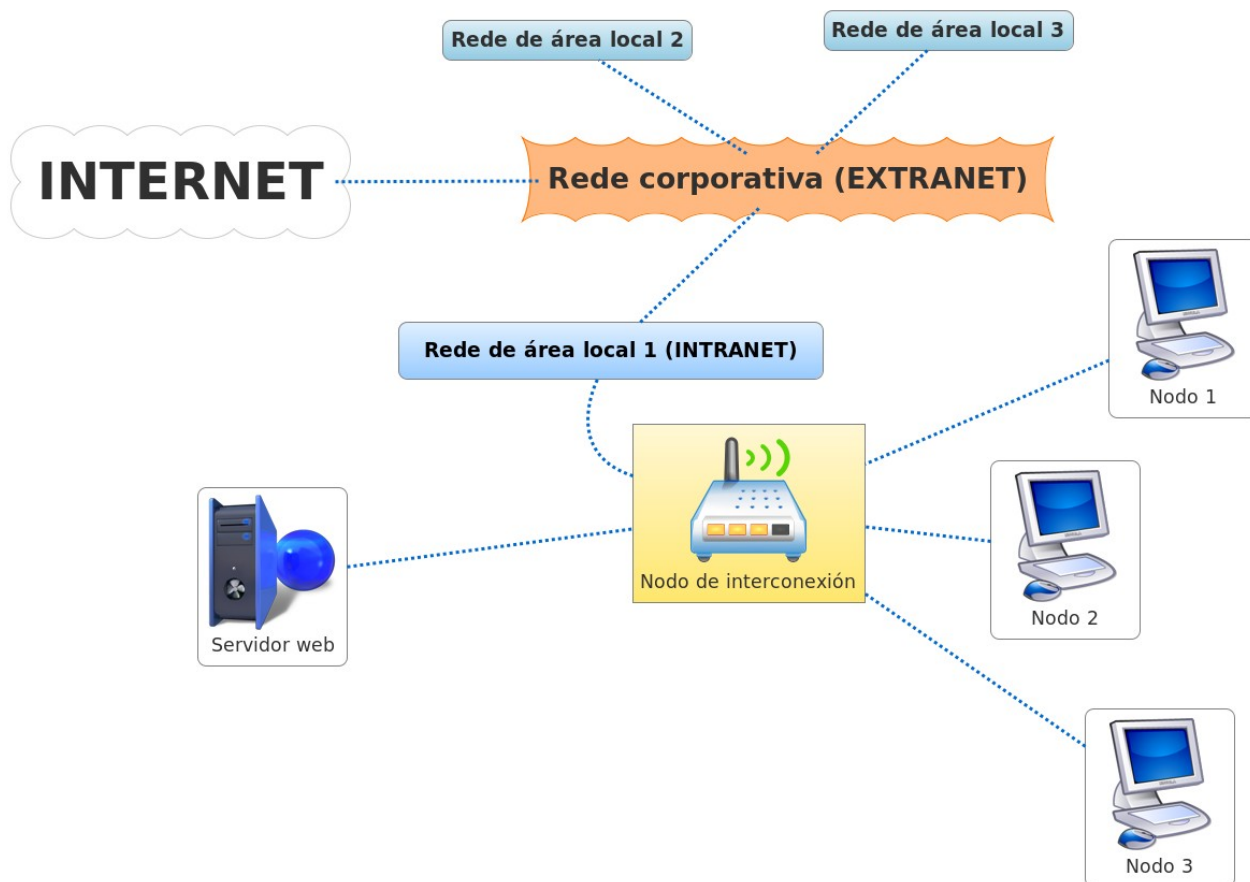 Rede de área local 2
Rede de área local 3
INTERNET
Rede corporativa (EXTRANET)
Rede de área local 1 (INTRANET)
Nodo 1
Nodo de interconexión
Nodo 2
Servidor web
Nodo 3